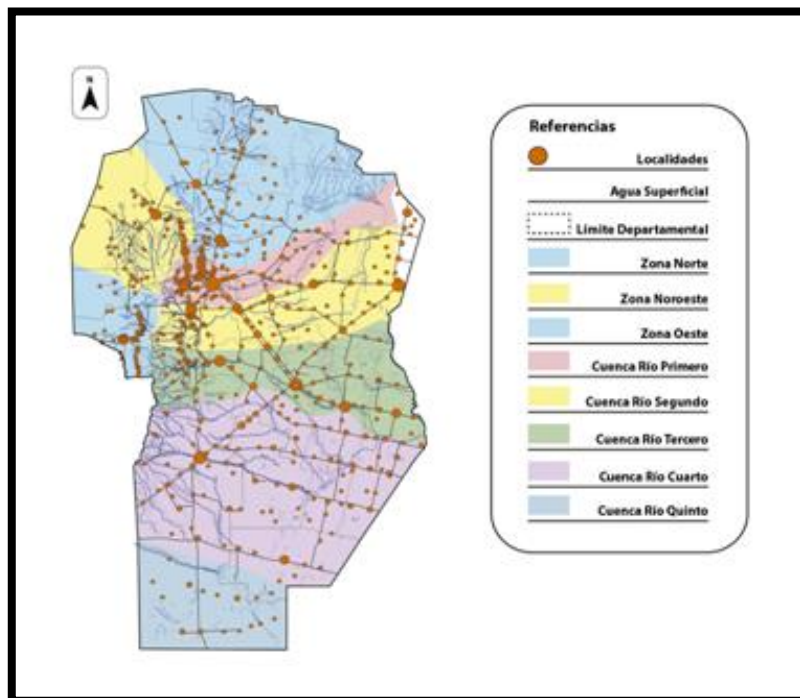 N
Referencias
Localidades
Agua Superficial
Límite Departamental
Zona Norte
Zona Noroeste
Zona Oeste
Cuenca Río Primero
Cuenca Río Segundo
Cuenca Río Tercero
Cuenca Río Cuarto
Cuenca Río Quinto